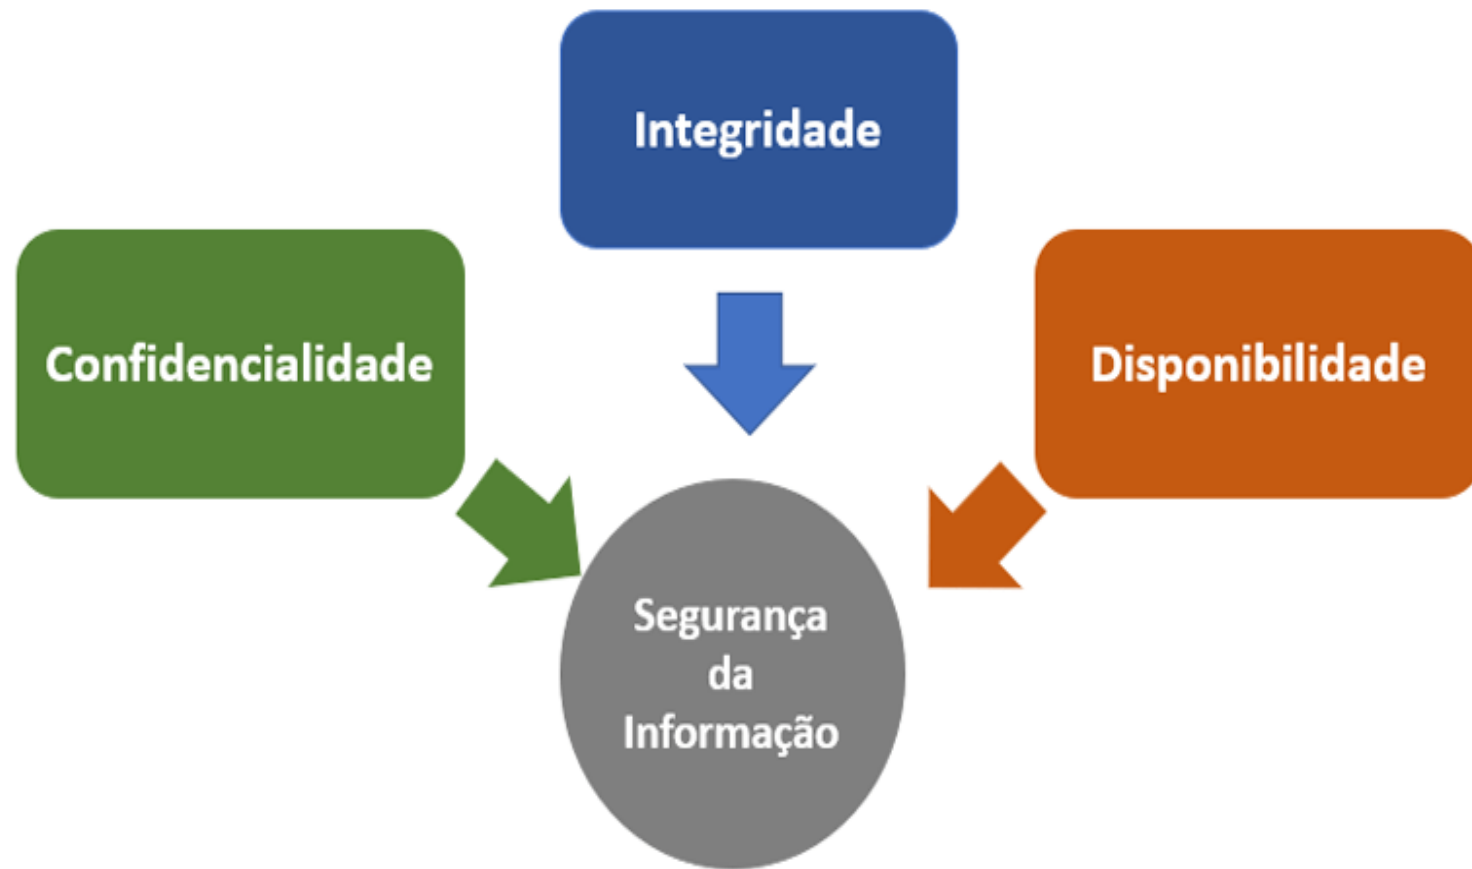 Integridade
Confidencialidade
Disponibilidade
Segurança
da
Informação